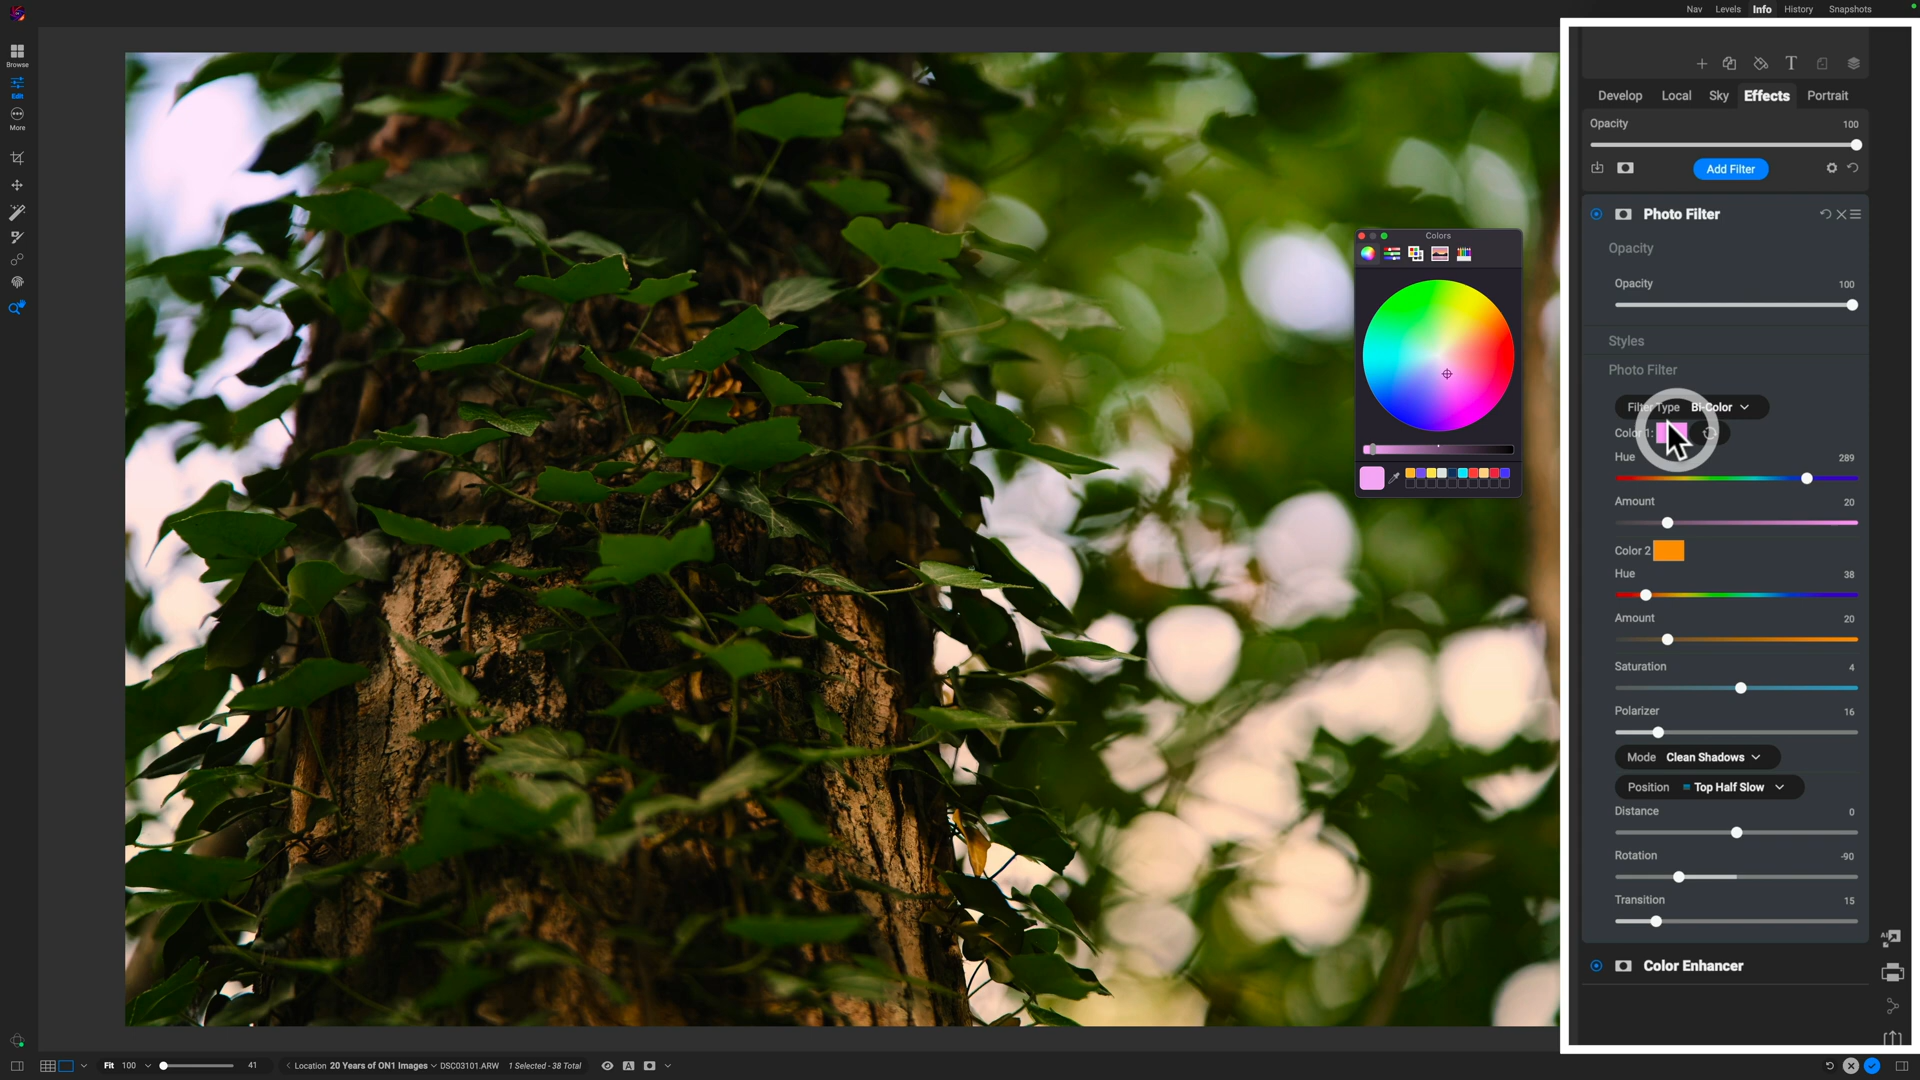 Nav Levels Info History Snapshots
Browse
Edit
More
Develop Local Sky Effects Portrait
Opacity 100
Add Filter
Photo Filter
Opacity
Opacity 100
Styles
Photo Filter
Filter Type Bi-Color
Color 1:
Hue 289
Amount 20
Color 2
Hue 38
Amount 20
Saturation 4
Polarizer 16
Mode Clean Shadows
Position Top Half Slow
Distance 0
Rotation -90
Transition 15
Color Enhancer
Colors
Fit 100 41 Location 20 Years of ON1 Images DSC03101.ARW 1 Selected - 38 Total A